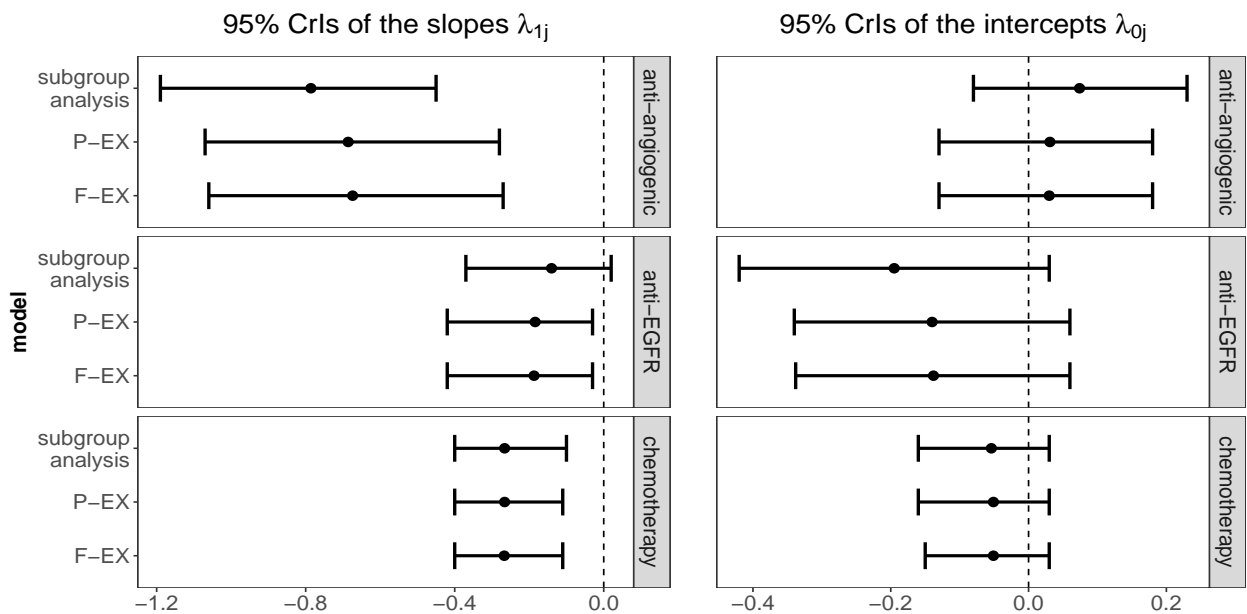 95% CrIs of the slopes λ1j
95% CrIs of the intercepts λ0j
model
subgroup
analysis
P−EX
F−EX
anti−angiogenic
anti−angiogenic
subgroup
analysis
P−EX
F−EX
anti−EGFR
anti−EGFR
subgroup
analysis
P−EX
F−EX
chemotherapy
chemotherapy
−1.2 −0.8 −0.4 0.0
−0.4 −0.2 0.0 0.2